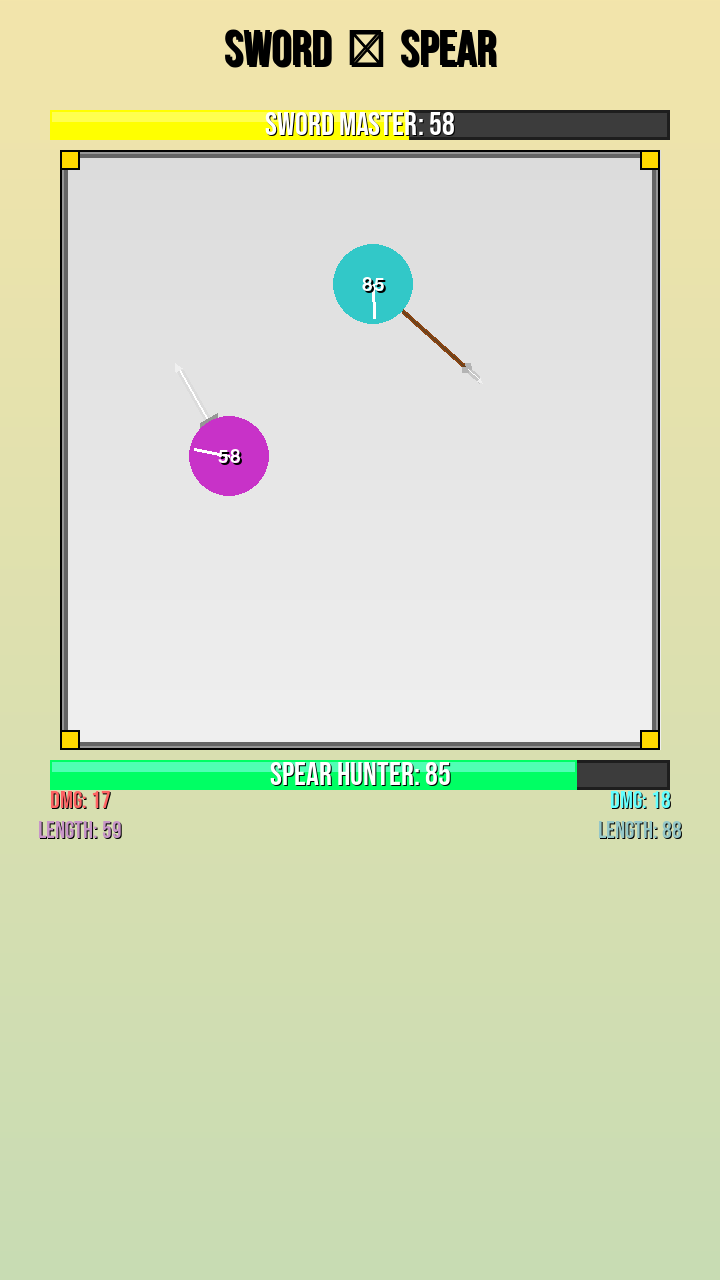 SWORD ☒ SPEAR
SWORD MASTER: 58
85
58
SPEAR HUNTER: 85
DMG: 17
DMG: 18
LENGTH: 59
LENGTH: 88